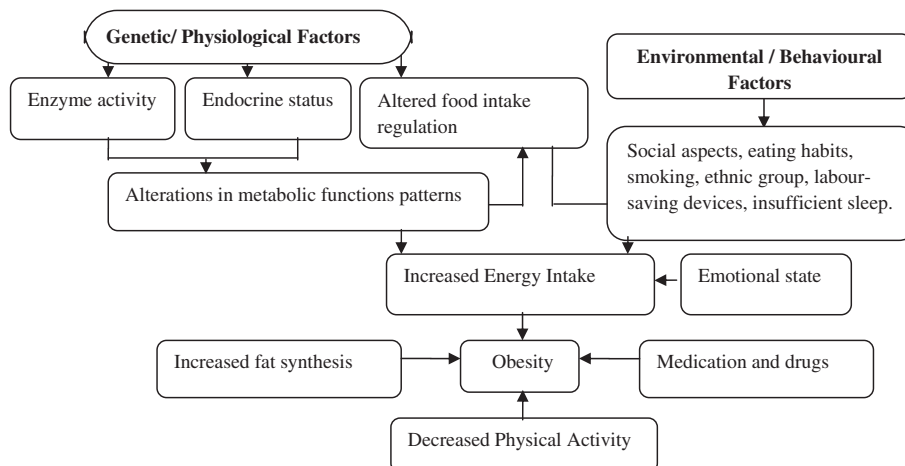 Genetic/ Physiological Factors
Environmental / Behavioural
Factors
Enzyme activity
Endocrine status
Altered food intake
regulation
Social aspects, eating habits,
smoking, ethnic group, labour-
saving devices, insufficient sleep.
Alterations in metabolic functions patterns
Increased Energy Intake
Emotional state
Increased fat synthesis
Obesity
Medication and drugs
Decreased Physical Activity